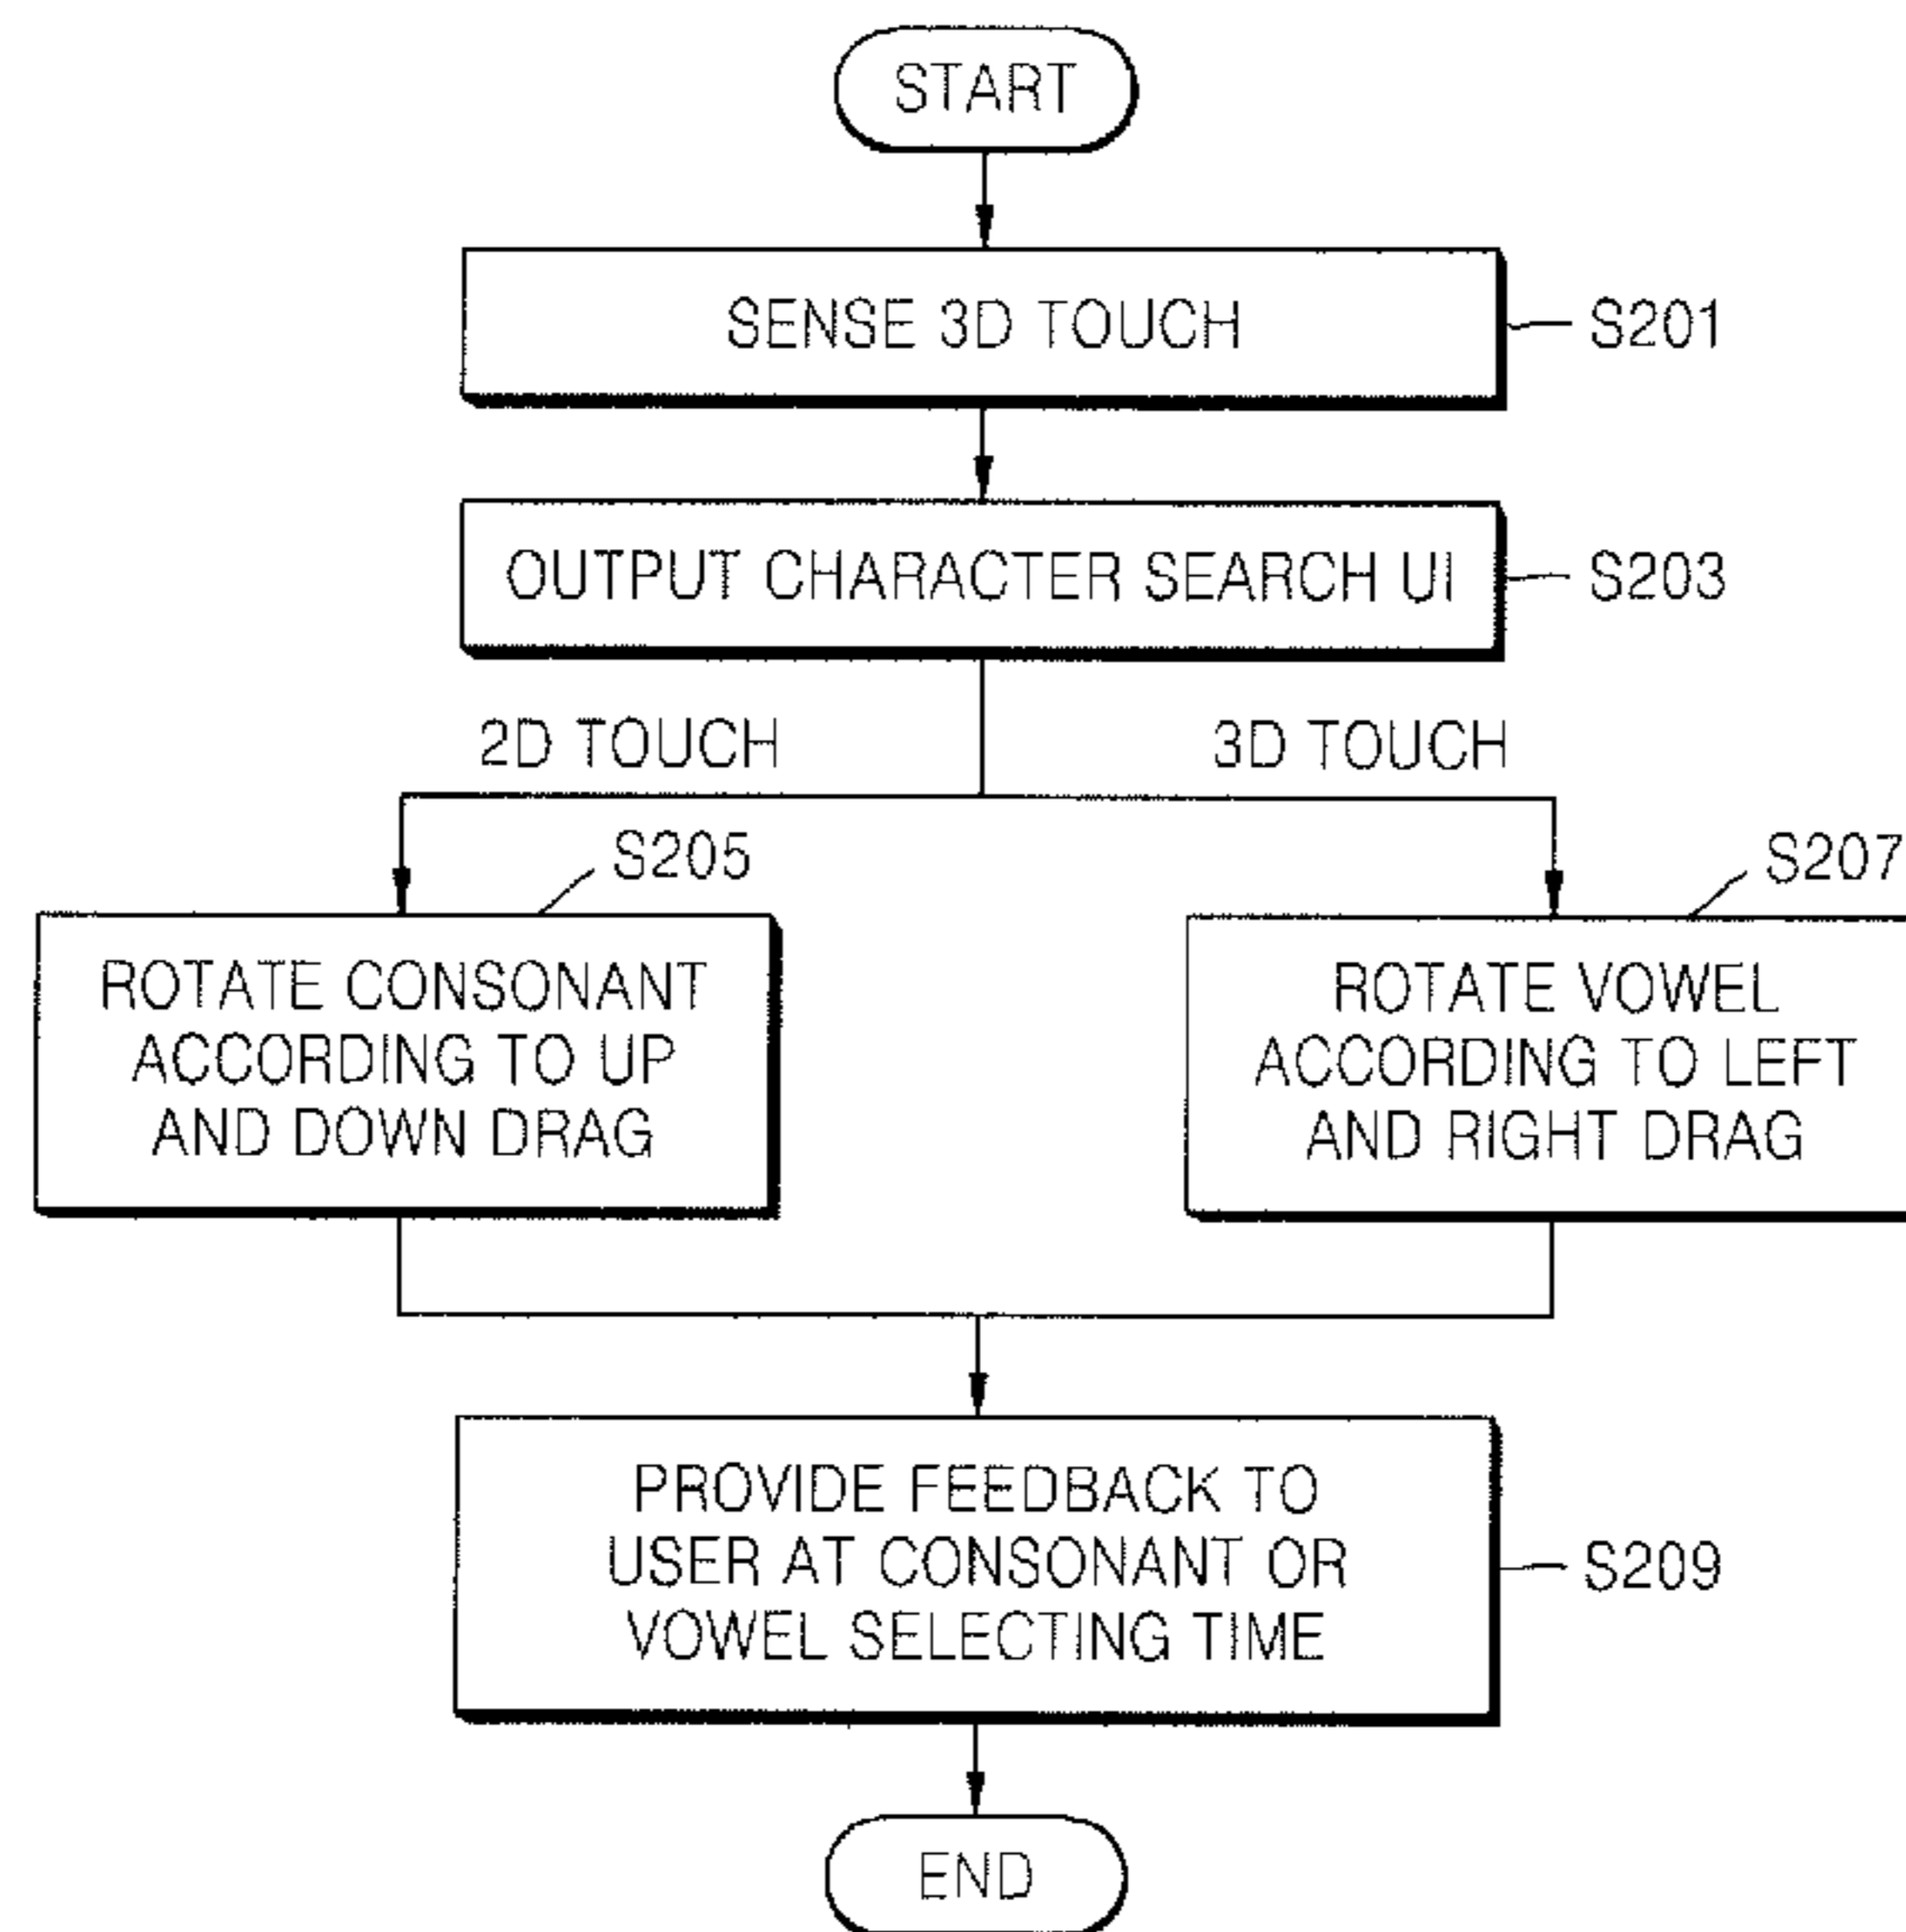 START
SENSE 3D TOUCH
S201
OUTPUT CHARACTER SEARCH UI
S203
2D TOUCH
3D TOUCH
S205
S207
ROTATE CONSONANT
ACCORDING TO UP
AND DOWN DRAG
ROTATE VOWEL
ACCORDING TO LEFT
AND RIGHT DRAG
PROVIDE FEEDBACK TO
USER AT CONSONANT OR
VOWEL SELECTING TIME
S209
END